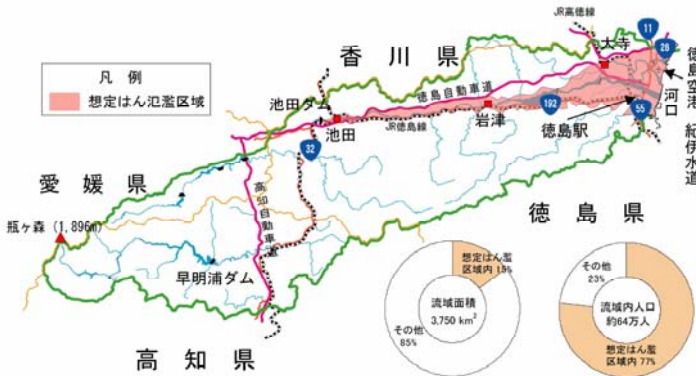 凡 例
想定はん氾濫区域
香 川 県
JR高徳線
大寺
11
28
徳島空港
河口
紀伊水道
徳島自動車道
池田ダム
池田
JR徳島線
岩津
192
徳島駅
55
32
愛 媛 県
瓶ヶ森 (1,896m)
高知自動車道
早明浦ダム
徳 島 県
高 知 県
想定はん濫
区域内 15%
流域面積
3,750 km²
その他
85%
その他
23%
流域内人口
約64万人
想定はん濫
区域内 77%